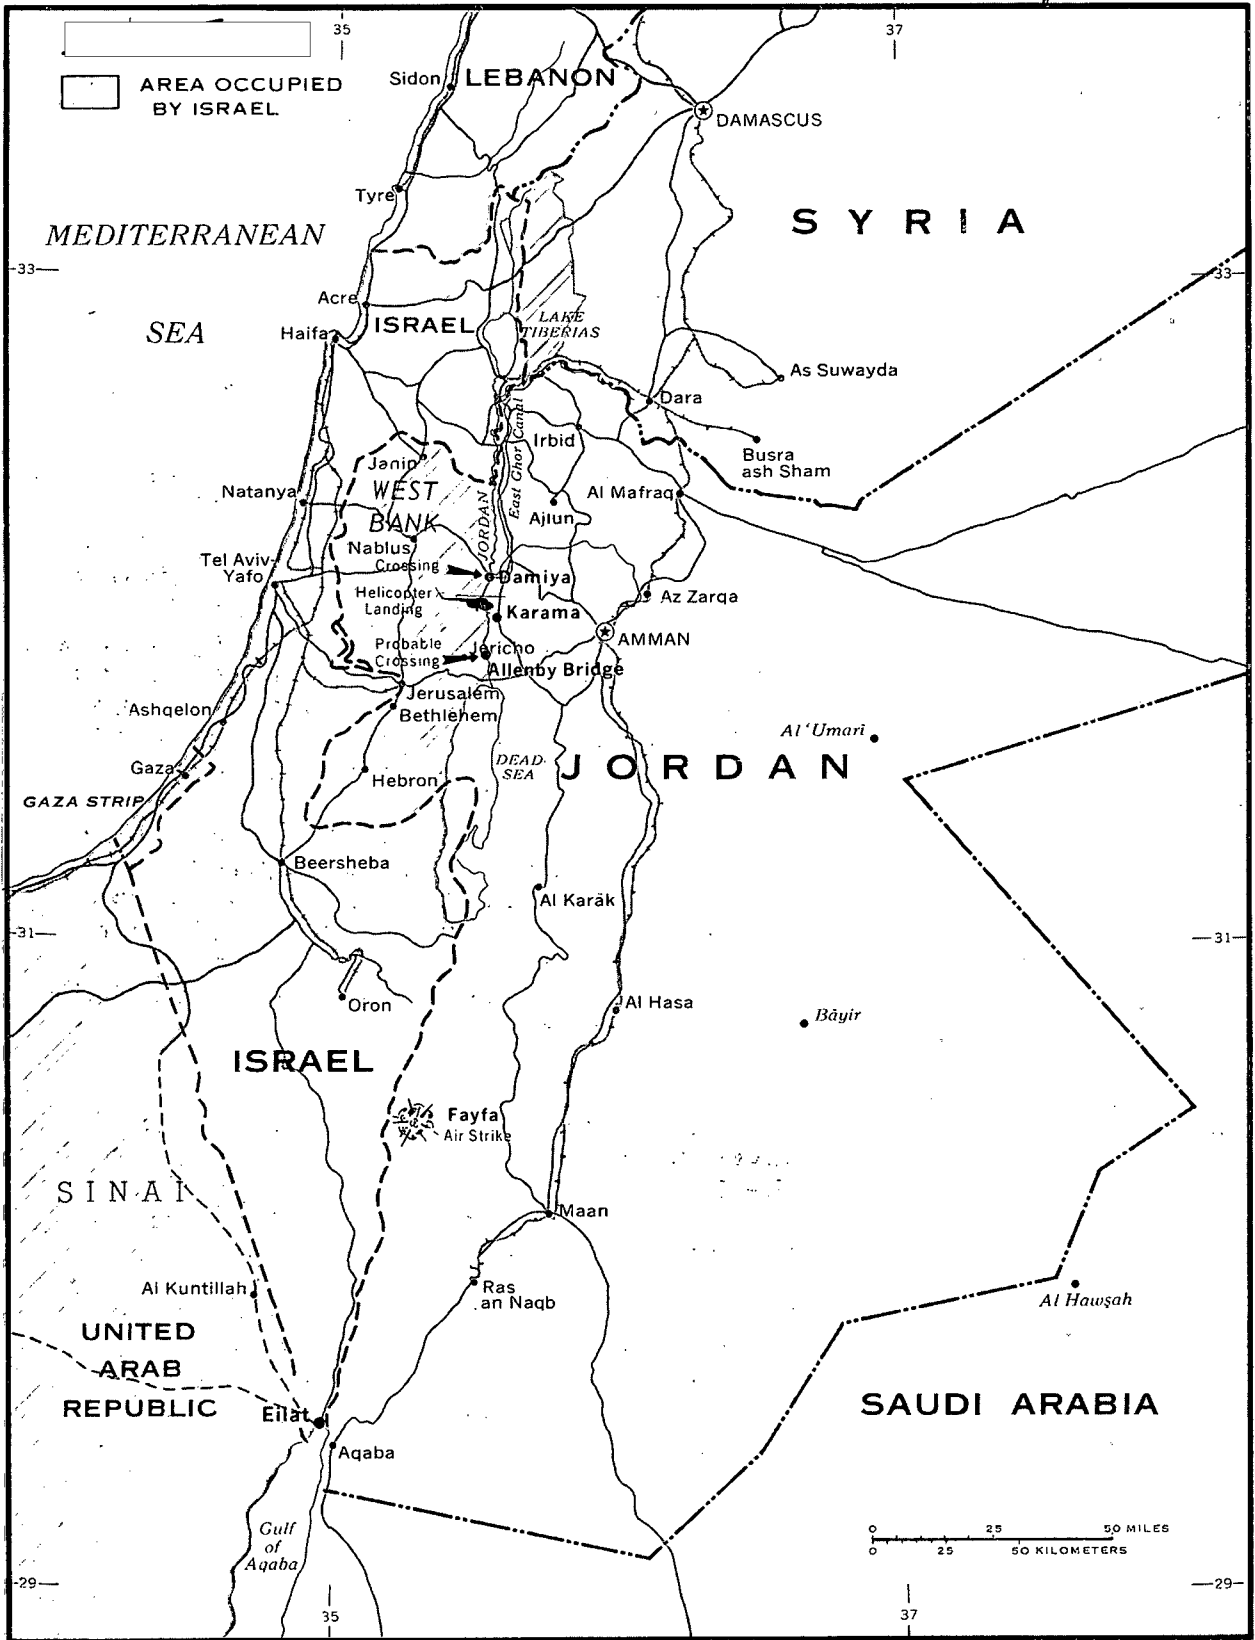 35
37
AREA OCCUPIED
BY ISRAEL
Sidon
LEBANON
DAMASCUS
Tyre
MEDITERRANEAN
SEA
SYRIA
33
33
Acre
ISRAEL
Haifa
LAKE
TIBERIAS
As Suwayda
Dara
Irbid
East Ghor Canal
Busra
ash Sham
Janin
WEST
BANK
Natanya
JORDAN
Al Mafraq
Ajlun
Nablus
Tel Aviv-
Yafo
Crossing
Damiya
Helicopter
Landing
Karama
Az Zarqa
AMMAN
Probable
Crossing
Jericho
Allenby Bridge
Jerusalem
Bethlehem
Ashqelon
Al 'Umari
DEAD
SEA
JORDAN
Gaza
Hebron
GAZA STRIP
Beersheba
Al Karāk
31
31
Oron
Al Hasa
Bāyir
ISRAEL
Fayfa
Air Strike
SINAI
Maan
Al Kuntillah
Ras
an Naqb
Al Hawşah
UNITED
ARAB
REPUBLIC
SAUDI ARABIA
Eilat
Aqaba
Gulf
of
Aqaba
0 25 50 MILES
0 25 50 KILOMETERS
29
29
35
37